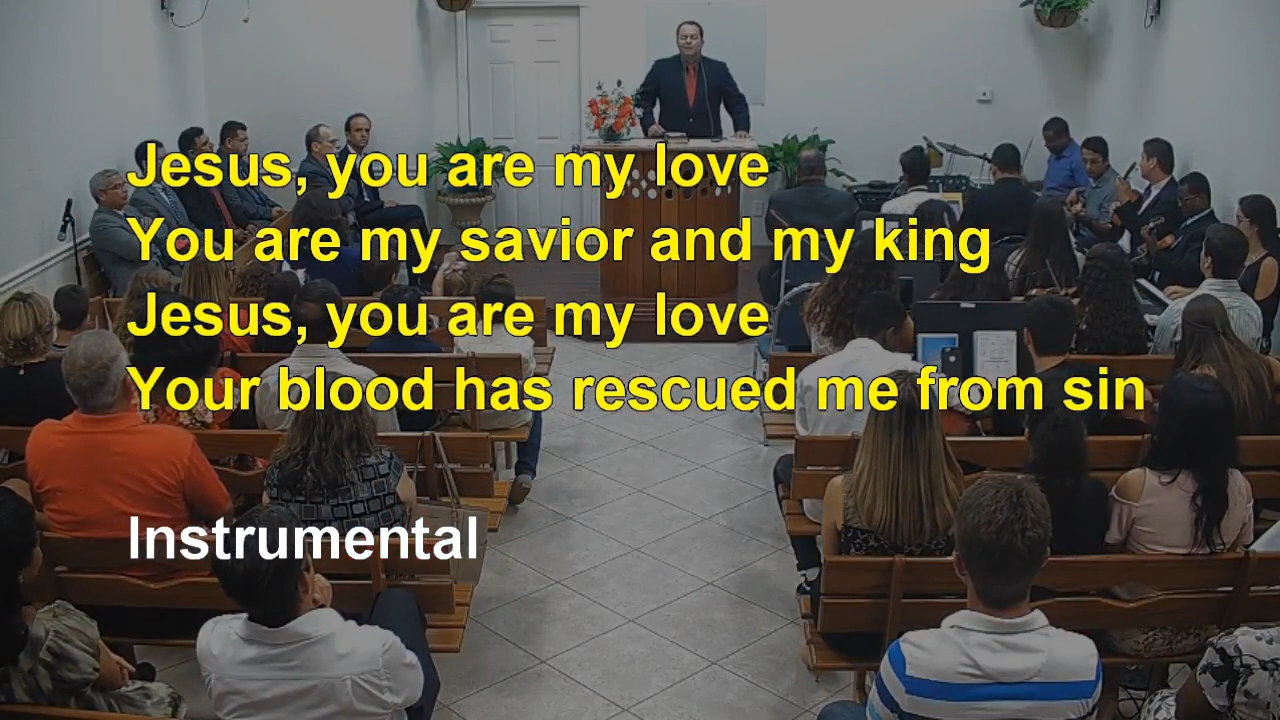 Jesus, you are my love
You are my savior and my king
Jesus, you are my love
Your blood has rescued me from sin
Instrumental